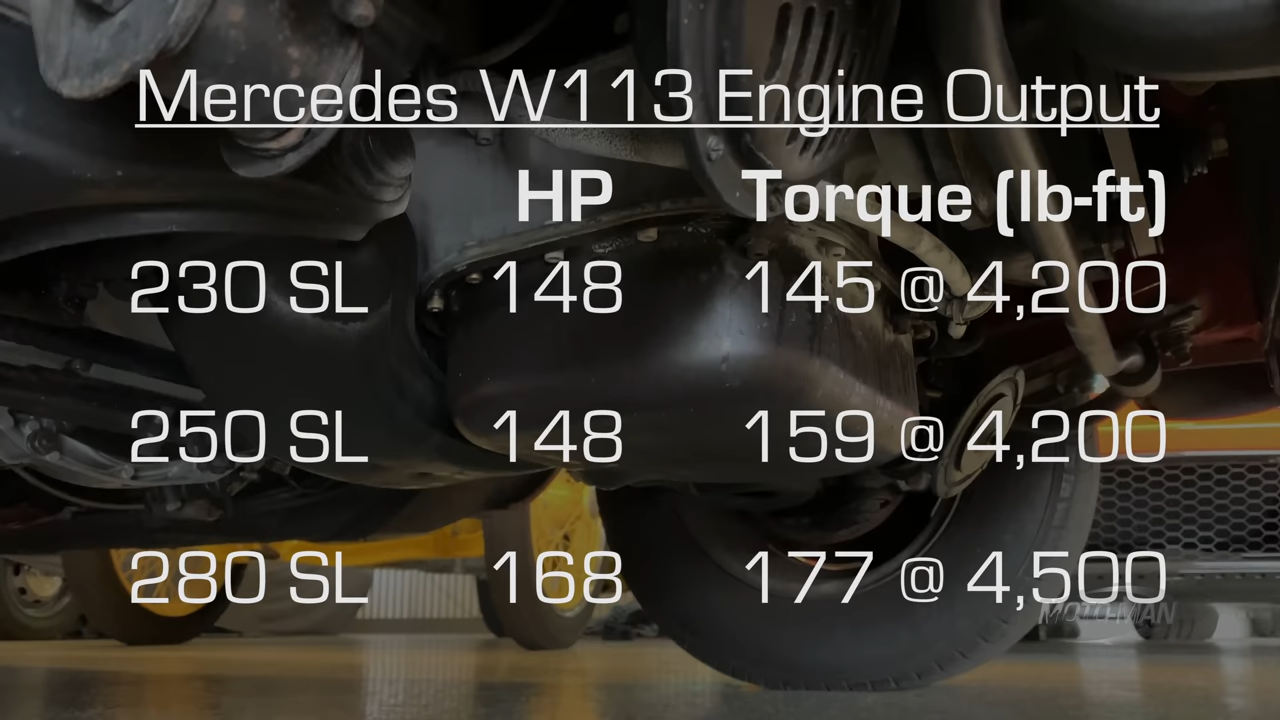 Mercedes W113 Engine Output
HP Torque (lb-ft)
230 SL 148 145 @ 4,200
250 SL 148 159 @ 4,200
280 SL 168 177 @ 4,500
MOTOMAN